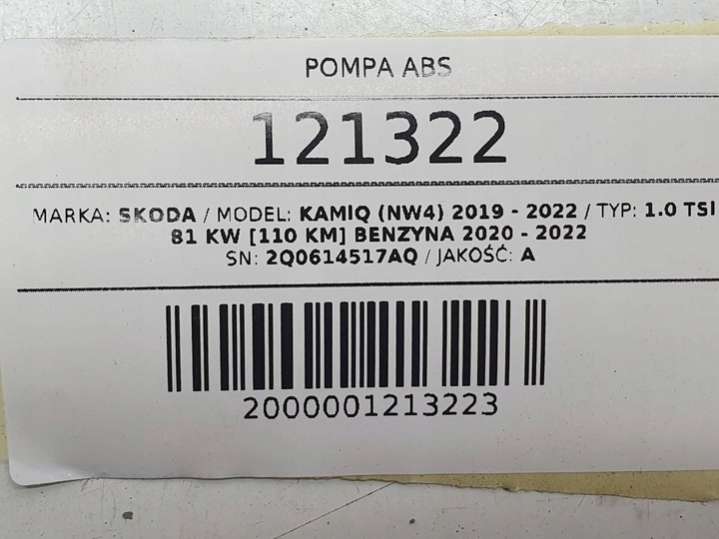 POMPA ABS
121322
MARKA: SKODA / MODEL: KAMIQ (NW4) 2019 - 2022 / TYP: 1.0 TSI
81 KW [110 KM] BENZYNA 2020 - 2022
SN: 2Q0614517AQ / JAKOŚĆ: A
2000001213223